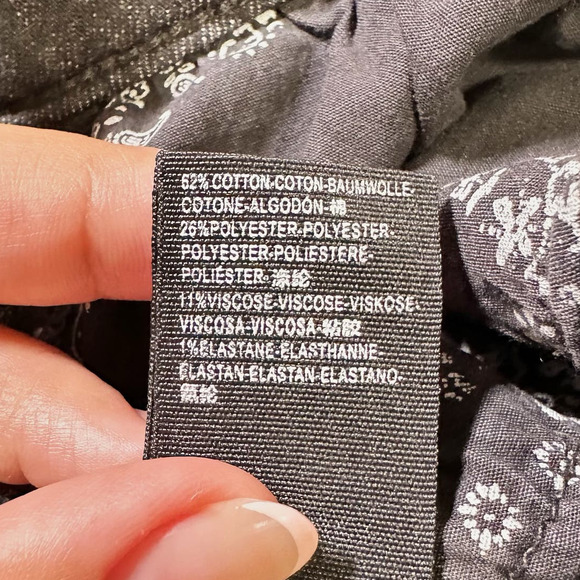 62% COTTON-COTON-BAUMWOLLE-
COTONE-ALGODÓN-棉
26%POLYESTER-POLYESTER-
POLYESTER-POLIESTERE-
POLIÉSTER-涤纶
11%VISCOSE-VISCOSE-VISKOSE-
VISCOSA-VISCOSA-粘胶
1%ELASTANE-ELASTHANNE-
ELASTAN-ELASTAN-ELASTANO-
氨纶